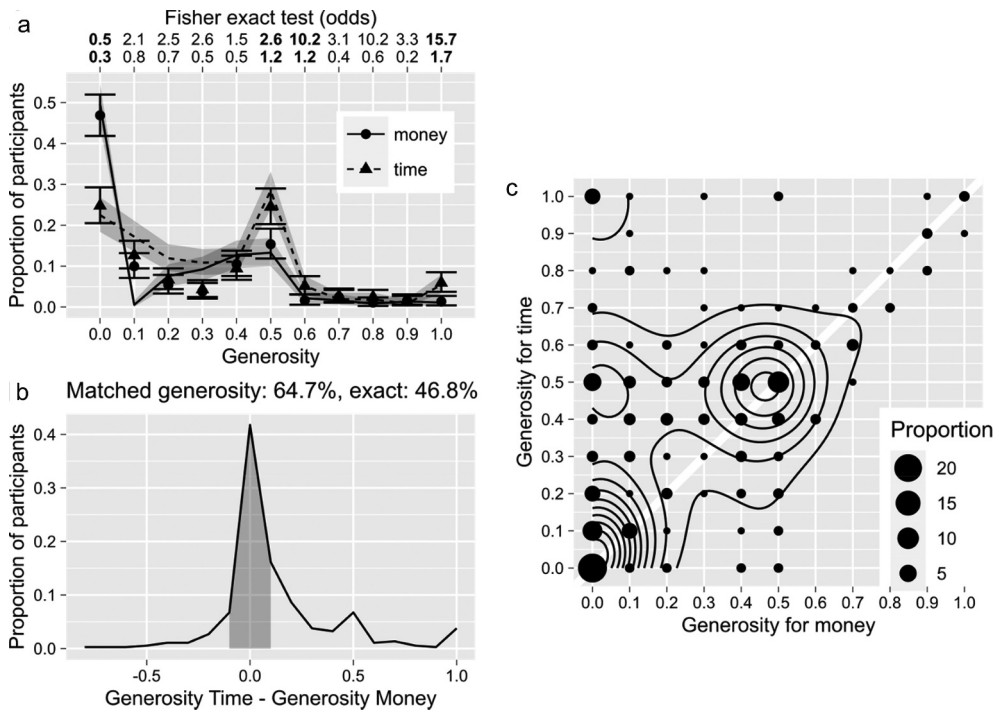 a
Fisher exact test (odds)
0.5 2.1 2.5 2.6 1.5 2.6 10.2 3.1 10.2 3.3 15.7
0.3 0.8 0.7 0.5 0.5 1.2 1.2 0.4 0.6 0.2 1.7
Proportion of participants
0.5
0.4
0.3
0.2
0.1
0.0
money
time
0.0 0.1 0.2 0.3 0.4 0.5 0.6 0.7 0.8 0.9 1.0
Generosity
b
Matched generosity: 64.7%, exact: 46.8%
Proportion of participants
0.4
0.3
0.2
0.1
0.0
-0.5 0.0 0.5 1.0
Generosity Time - Generosity Money
c
Generosity for time
1.0
0.9
0.8
0.7
0.6
0.5
0.4
0.3
0.2
0.1
0.0
Proportion
20
15
10
5
0.0 0.1 0.2 0.3 0.4 0.5 0.6 0.7 0.8 0.9 1.0
Generosity for money